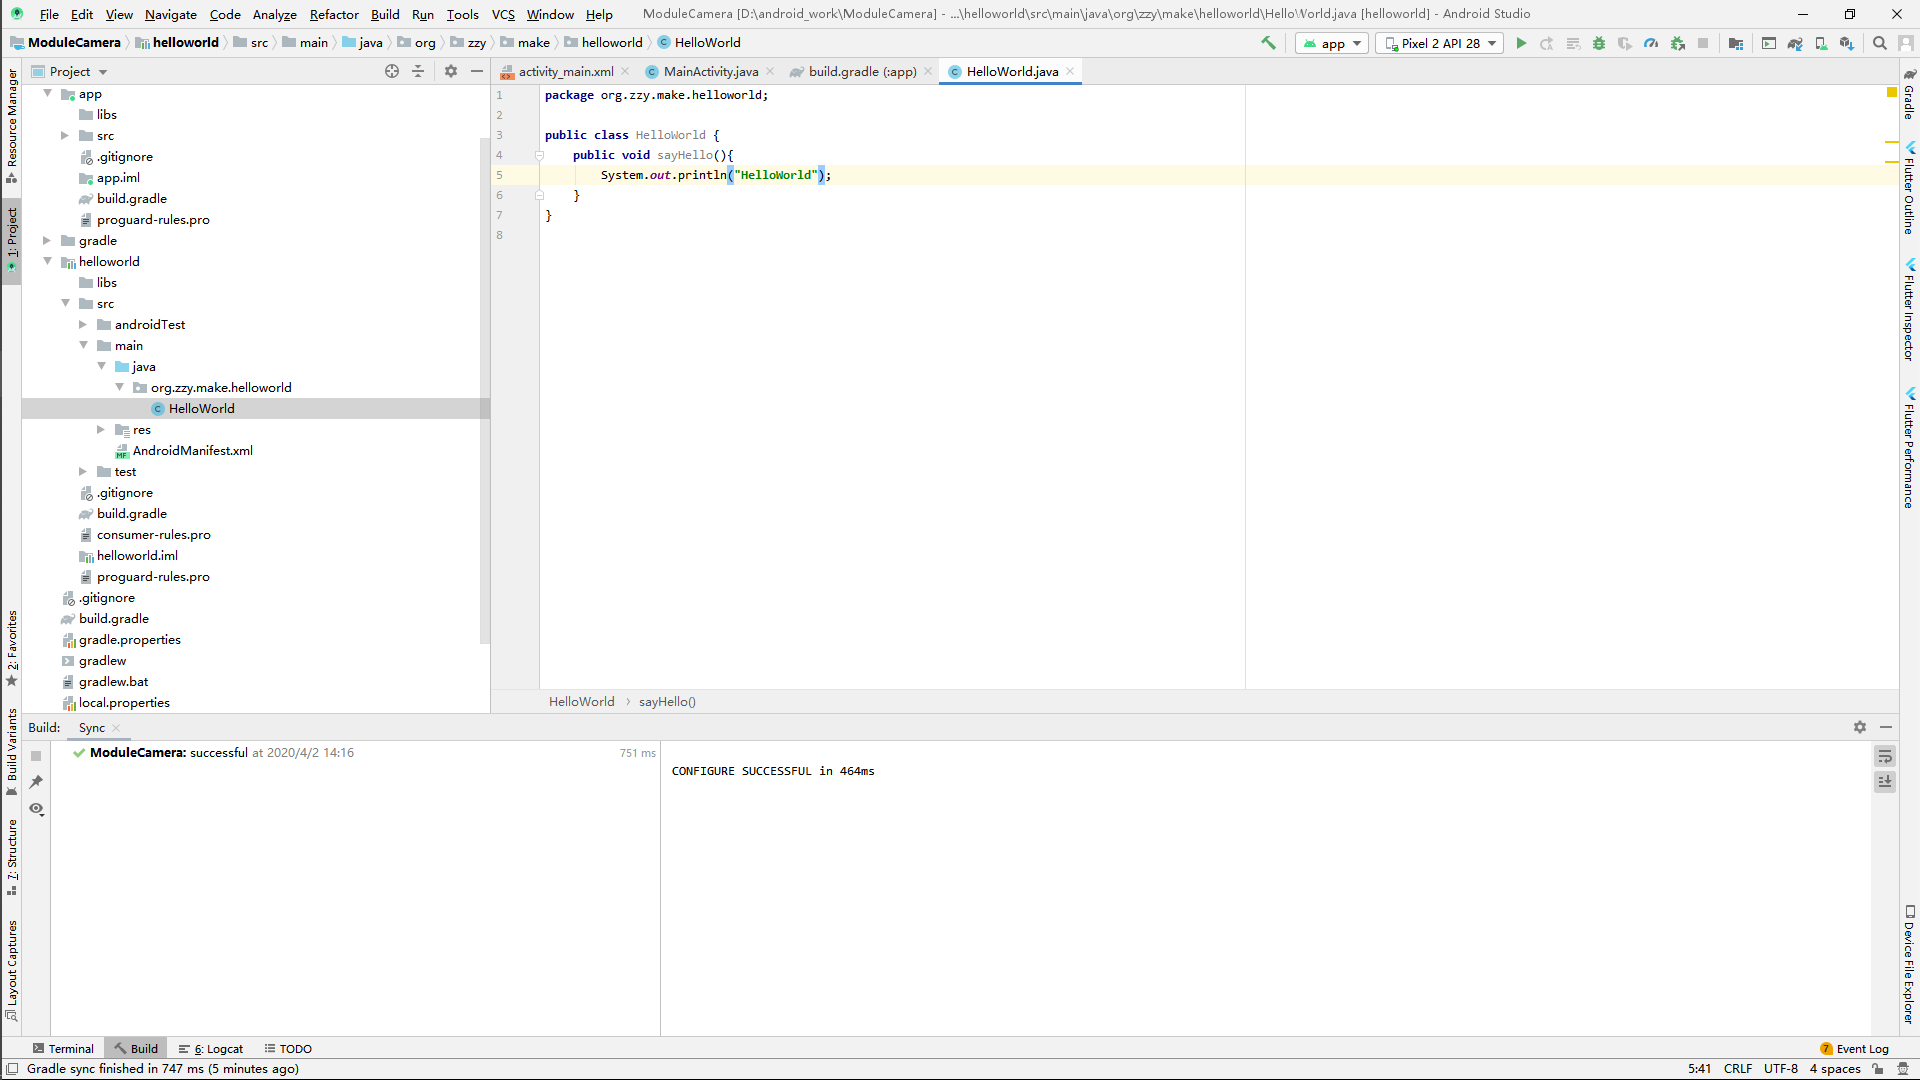 File Edit View Navigate Code Analyze Refactor Build Run Tools VCS Window Help ModuleCamera [D:\android_work\ModuleCamera] - ...\helloworld\src\main\java\org\zzy\make\helloworld\HelloWorld.java [helloworld] - Android Studio
ModuleCamera helloworld src main java org zzy make helloworld HelloWorld app Pixel 2 API 28
Project
activity_main.xml MainActivity.java build.gradle (:app) HelloWorld.java
app
libs
src
.gitignore
app.iml
build.gradle
proguard-rules.pro
gradle
helloworld
libs
src
androidTest
main
java
org.zzy.make.helloworld
HelloWorld
res
AndroidManifest.xml
test
.gitignore
build.gradle
consumer-rules.pro
helloworld.iml
proguard-rules.pro
.gitignore
build.gradle
gradle.properties
gradlew
gradlew.bat
local.properties
1 package org.zzy.make.helloworld;
2
3 public class HelloWorld {
4 public void sayHello(){
5 System.out.println("HelloWorld");
6 }
7 }
8
HelloWorld › sayHello()
Resource Manager
1: Project
2: Favorites
Build Variants
7: Structure
Layout Captures
Gradle
Flutter Outline
Flutter Inspector
Flutter Performance
Device File Explorer
Build: Sync
ModuleCamera: successful at 2020/4/2 14:16 751 ms
CONFIGURE SUCCESSFUL in 464ms
Terminal Build 6: Logcat TODO 7 Event Log
Gradle sync finished in 747 ms (5 minutes ago) 5:41 CRLF UTF-8 4 spaces